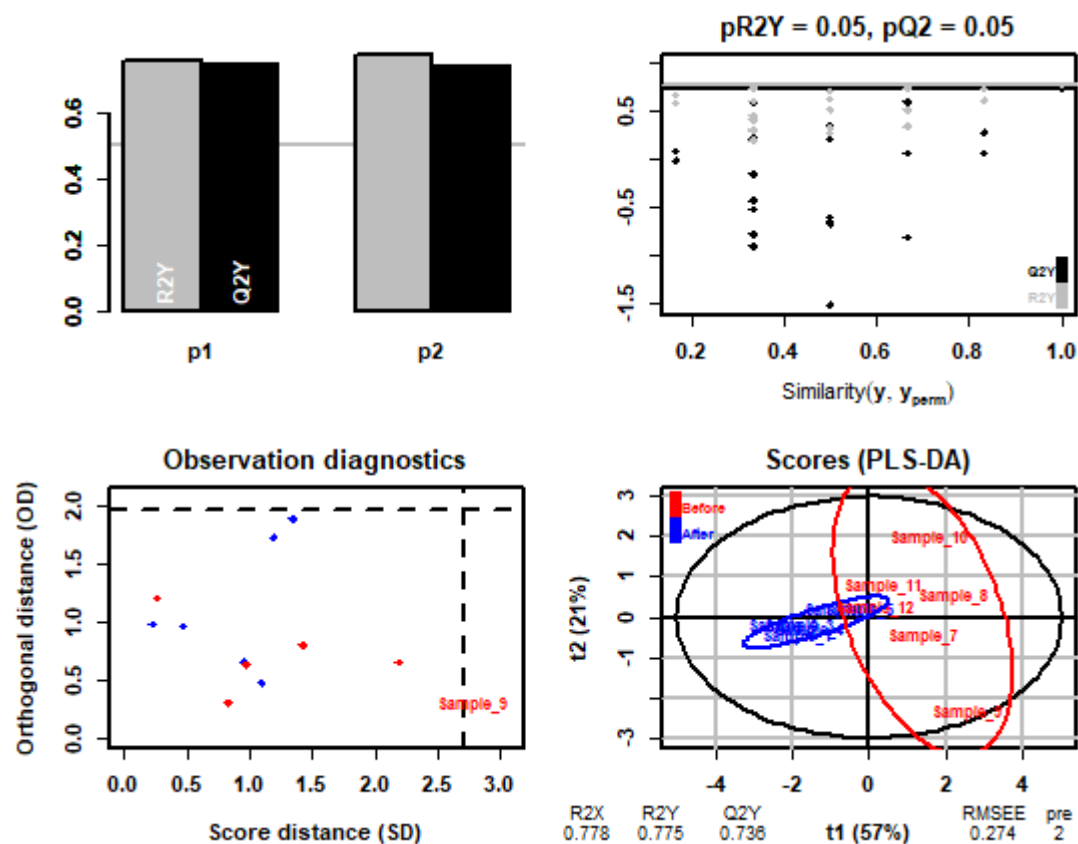 0.0 0.2 0.4 0.6
R2Y
Q2Y
p1 p2
pR2Y = 0.05, pQ2 = 0.05
-1.5 -0.5 0.5
Q2Y
R2Y
0.2 0.4 0.6 0.8 1.0
Similarity(y, yperm)
Observation diagnostics
Orthogonal distance (OD)
0.0 0.5 1.0 1.5 2.0
Sample_9
0.0 0.5 1.0 1.5 2.0 2.5 3.0
Score distance (SD)
Scores (PLS-DA)
t2 (21%)
-3 -1 0 1 2 3
Before
After
Sample_10
Sample_11
Sample_8
Sample_12
Sample_7
Sample_9
-4 -2 0 2 4
R2X R2Y Q2Y RMSEE pre
0.778 0.775 0.736 t1 (57%) 0.274 2